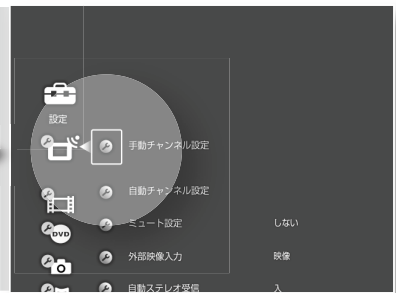 設定
手動チャンネル設定
自動チャンネル設定
ミュート設定 しない
DVD
外部映像入力 映像
自動ステレオ受信 入